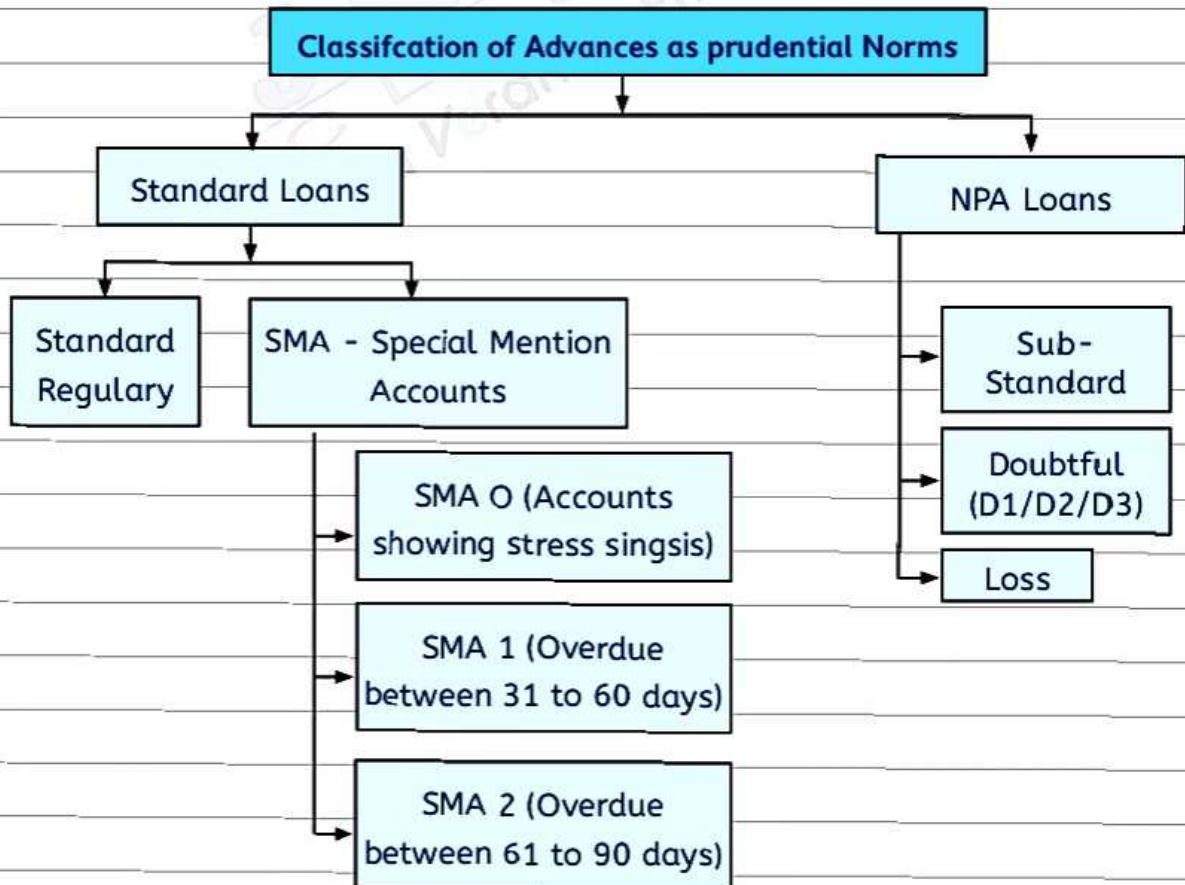 Classifcation of Advances as prudential Norms
Standard Loans
NPA Loans
Standard
Regulary
SMA - Special Mention
Accounts
Sub-
Standard
Doubtful
(D1/D2/D3)
Loss
SMA O (Accounts
showing stress singsis)
SMA 1 (Overdue
between 31 to 60 days)
SMA 2 (Overdue
between 61 to 90 days)